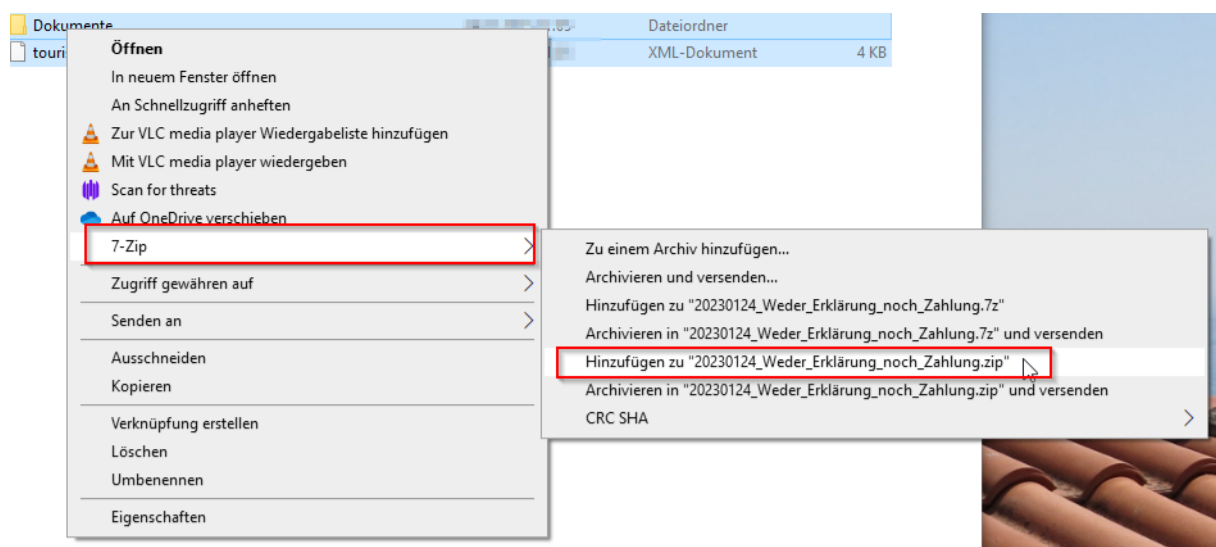 Dokumente Dateiordner
touri XML-Dokument 4 KB
Öffnen
In neuem Fenster öffnen
An Schnellzugriff anheften
Zur VLC media player Wiedergabeliste hinzufügen
Mit VLC media player wiedergeben
Scan for threats
Auf OneDrive verschieben
7-Zip
Zugriff gewähren auf
Senden an
Ausschneiden
Kopieren
Verknüpfung erstellen
Löschen
Umbenennen
Eigenschaften
Zu einem Archiv hinzufügen...
Archivieren und versenden...
Hinzufügen zu "20230124_Weder_Erklärung_noch_Zahlung.7z"
Archivieren in "20230124_Weder_Erklärung_noch_Zahlung.7z" und versenden
Hinzufügen zu "20230124_Weder_Erklärung_noch_Zahlung.zip"
Archivieren in "20230124_Weder_Erklärung_noch_Zahlung.zip" und versenden
CRC SHA